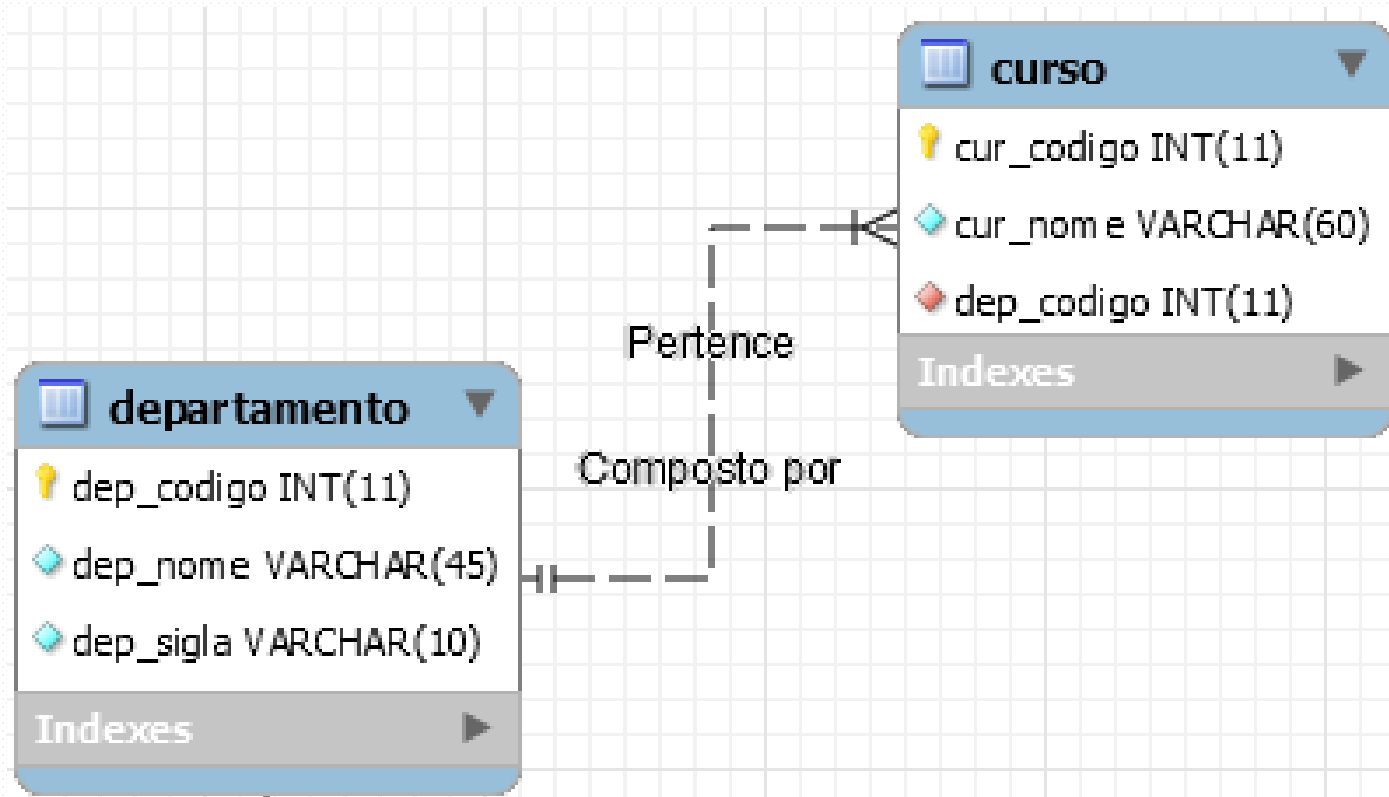 curso
cur_codigo INT(11)
cur_nome VARCHAR(60)
dep_codigo INT(11)
Indexes
Pertence
Composto por
departamento
dep_codigo INT(11)
dep_nome VARCHAR(45)
dep_sigla VARCHAR(10)
Indexes